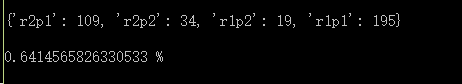 {'r2p1': 109, 'r2p2': 34, 'r1p2': 19, 'r1p1': 195}
0.6414565826330533 %